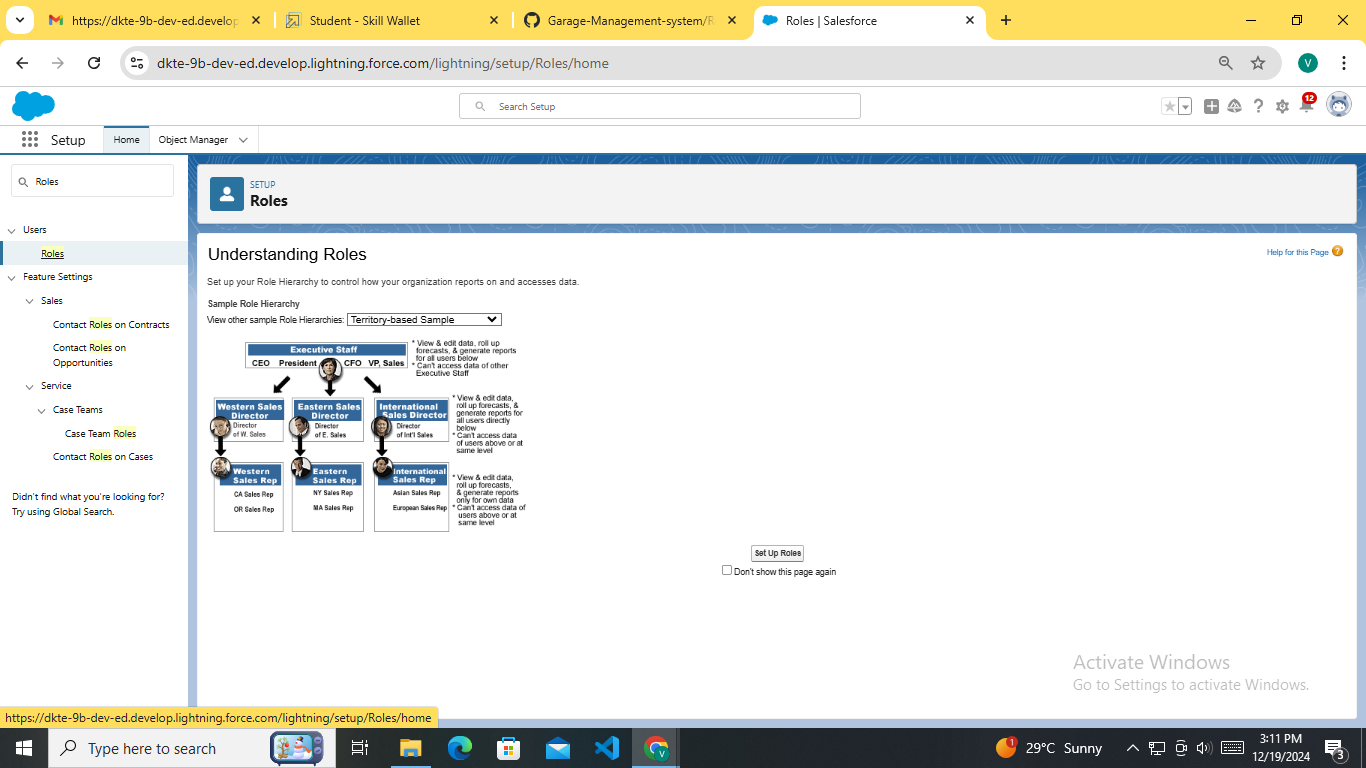 https://dkte-9b-dev-ed.develop
Student - Skill Wallet
Garage-Management-system/R
Roles | Salesforce
dkte-9b-dev-ed.develop.lightning.force.com/lightning/setup/Roles/home
V
Search Setup
12
Setup
Home
Object Manager
Roles
SETUP
Roles
Users
Roles
Feature Settings
Sales
Contact Roles on Contracts
Contact Roles on
Opportunities
Service
Case Teams
Case Team Roles
Contact Roles on Cases
Didn't find what you're looking for?
Try using Global Search.
Understanding Roles
Help for this Page
Set up your Role Hierarchy to control how your organization reports on and accesses data.
Sample Role Hierarchy
View other sample Role Hierarchies: Territory-based Sample
Executive Staff
CEO President CFO VP, Sales
* View & edit data, roll up
forecasts, & generate reports
for all users below
* Can't access data of other
Executive Staff
Western Sales
Director
Director
of W. Sales
Eastern Sales
Director
Director
of E. Sales
International
Sales Director
Director
of Int'l Sales
* View & edit data,
roll up forecasts, &
generate reports for
all users directly
below
* Can't access data
of users above or at
same level
Western
Sales Rep
CA Sales Rep
OR Sales Rep
Eastern
Sales Rep
NY Sales Rep
MA Sales Rep
International
Sales Rep
Asian Sales Rep
European Sales Rep
* View & edit data,
roll up forecasts,
& generate reports
only for own data
* Can't access data of
users above or at
same level
Set Up Roles
Don't show this page again
Activate Windows
Go to Settings to activate Windows.
https://dkte-9b-dev-ed.develop.lightning.force.com/lightning/setup/Roles/home
Type here to search
V
1
29°C Sunny
3:11 PM
12/19/2024
3